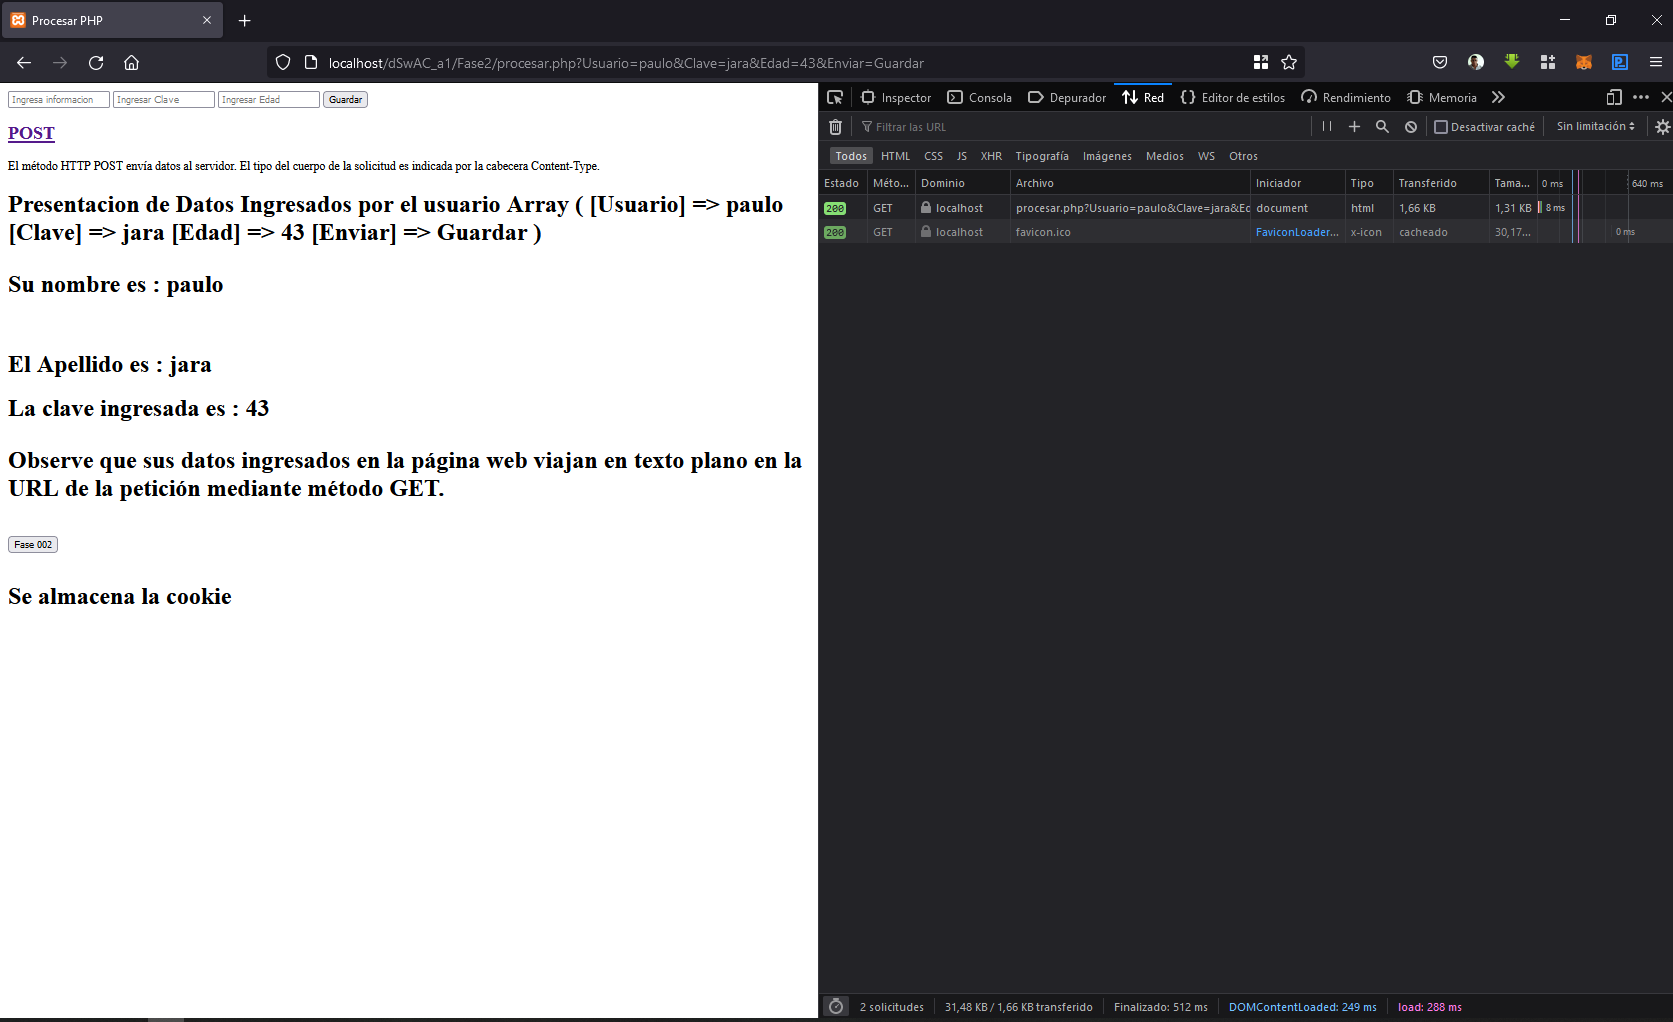 Procesar PHP
localhost/dSwAC_a1/Fase2/procesar.php?Usuario=paulo&Clave=jara&Edad=43&Enviar=Guardar
Ingresa informacion Ingresar Clave Ingresar Edad Guardar
POST
El método HTTP POST envía datos al servidor. El tipo del cuerpo de la solicitud es indicada por la cabecera Content-Type.
Presentacion de Datos Ingresados por el usuario Array ( [Usuario] => paulo
[Clave] => jara [Edad] => 43 [Enviar] => Guardar )
Su nombre es : paulo
El Apellido es : jara
La clave ingresada es : 43
Observe que sus datos ingresados en la página web viajan en texto plano en la
URL de la petición mediante método GET.
Fase 002
Se almacena la cookie
Inspector Consola Depurador Red Editor de estilos Rendimiento Memoria
Filtrar las URL Desactivar caché Sin limitación
Todos HTML CSS JS XHR Tipografía Imágenes Medios WS Otros
Estado Méto... Dominio Archivo Iniciador Tipo Transferido Tama... 0 ms 640 ms
200 GET localhost procesar.php?Usuario=paulo&Clave=jara&Ec document html 1,66 KB 1,31 KB 8 ms
200 GET localhost favicon.ico FaviconLoader... x-icon cacheado 30,17... 0 ms
2 solicitudes 31,48 KB / 1,66 KB transferido Finalizado: 512 ms DOMContentLoaded: 249 ms load: 288 ms